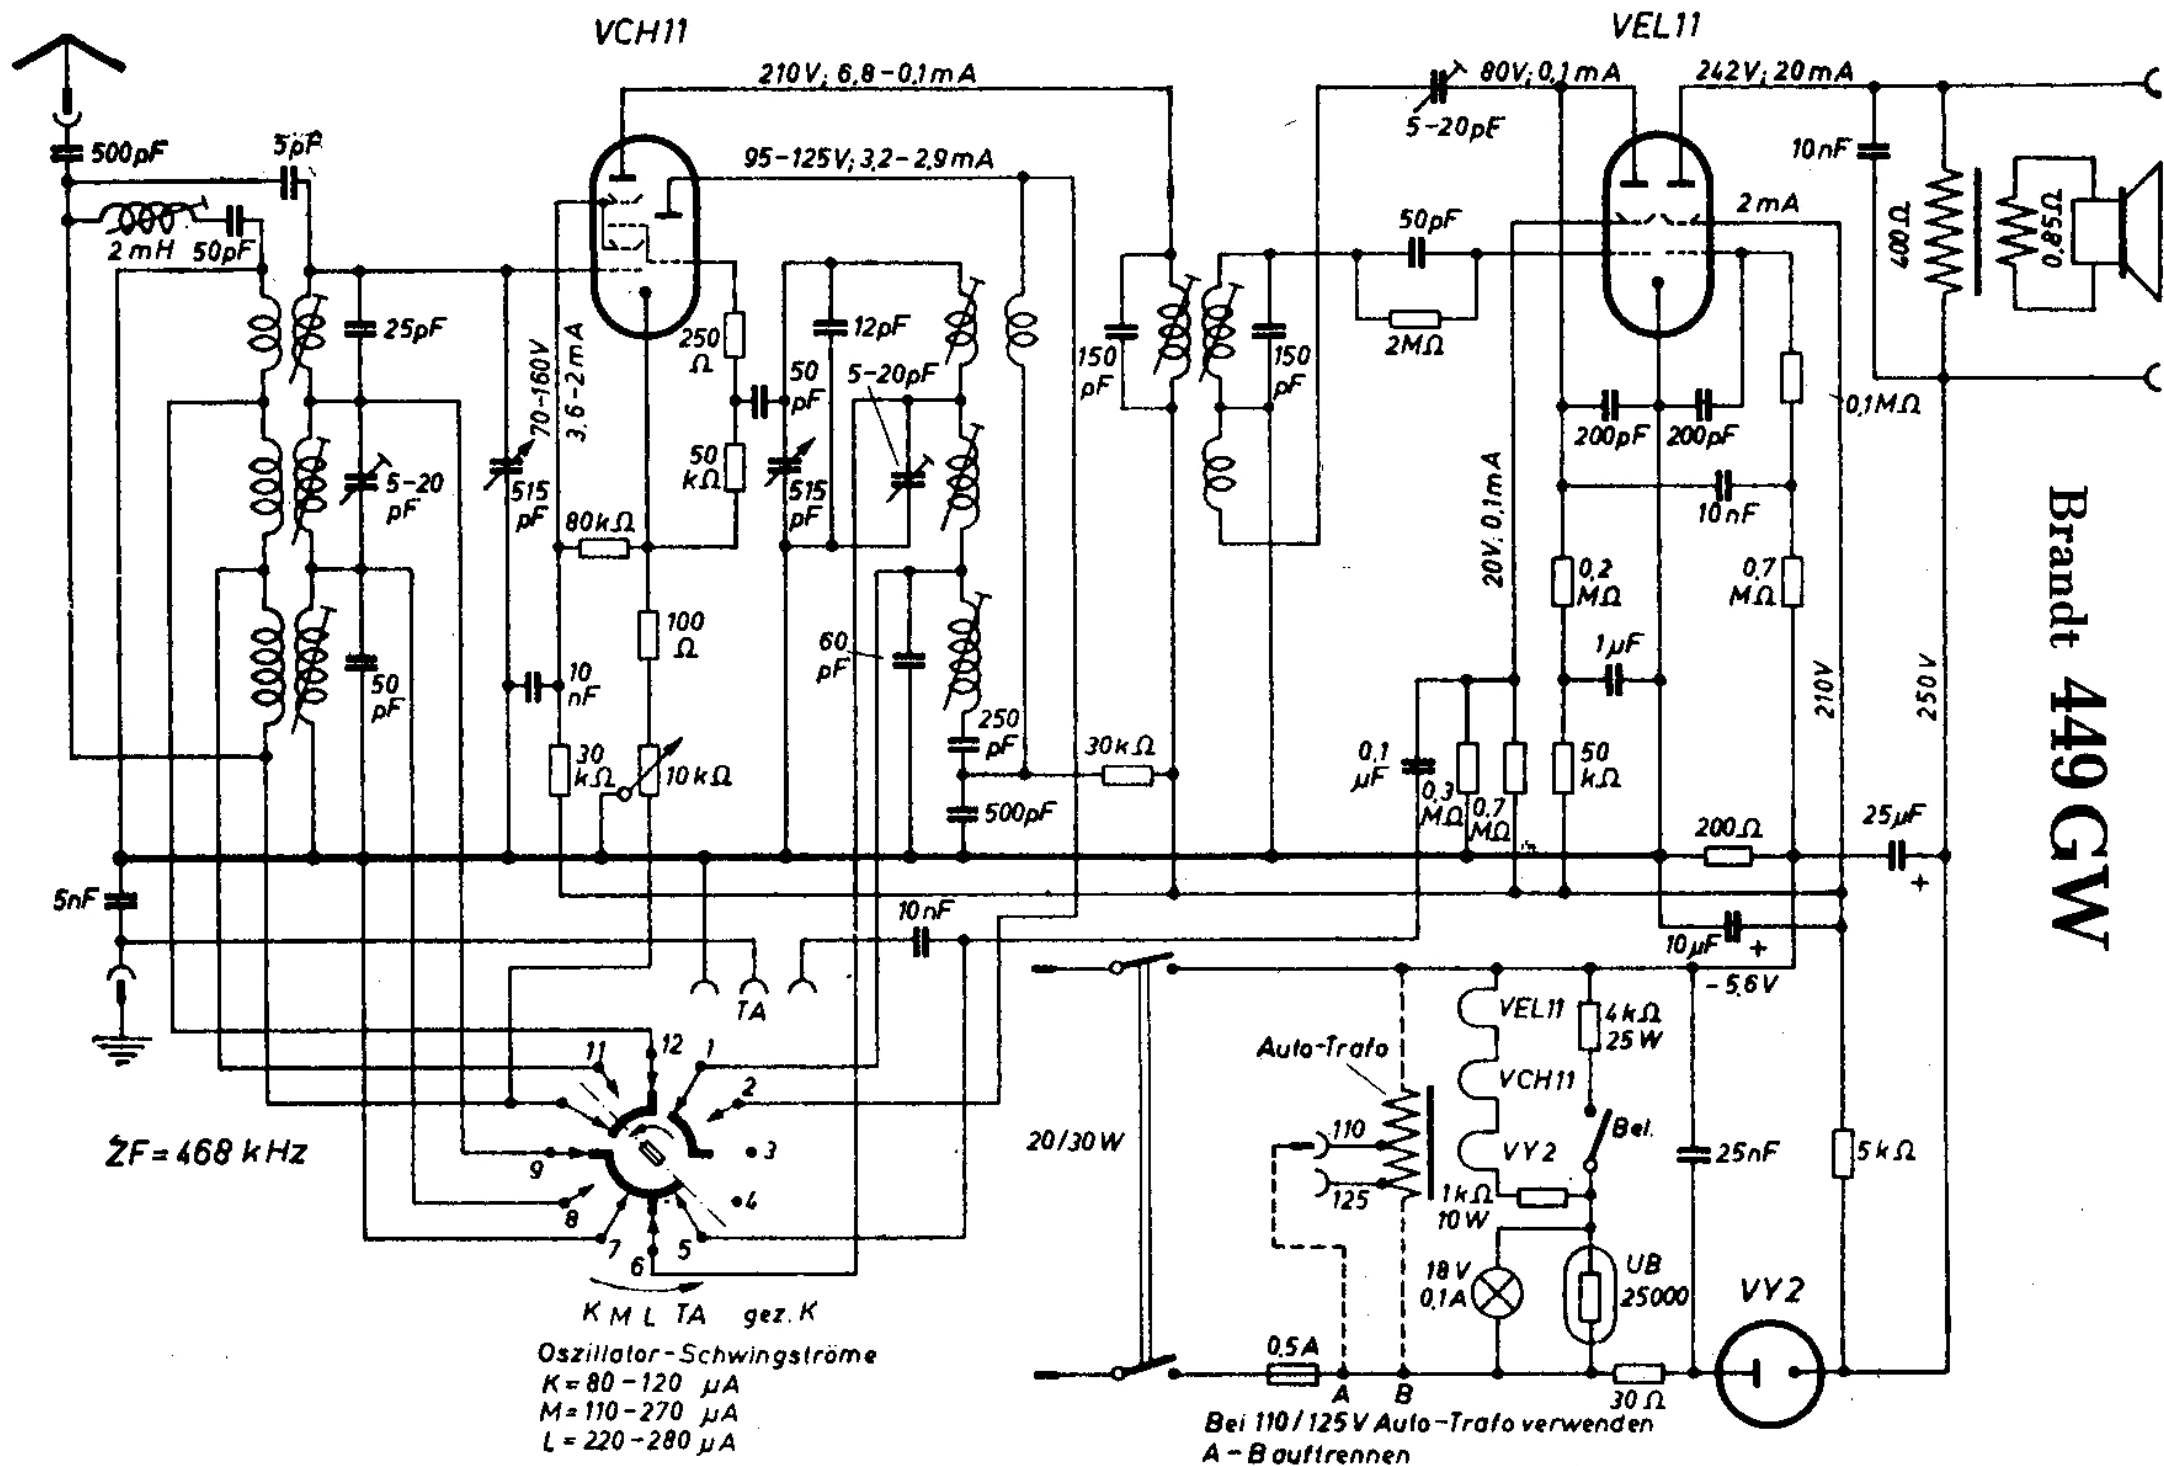 VCH11
VEL11
210V; 6,8-0,1mA
80V; 0,1mA
242V; 20mA
500pF
5pF
95-125V; 3,2-2,9mA
5-20pF
10nF
2mH
50pF
50pF
2mA
400Ω
0,85Ω
25pF
70-160V
3,6-2mA
250
Ω
12pF
50
pF
5-20pF
150
pF
150
pF
2MΩ
0,1MΩ
200pF
200pF
5-20
pF
515
pF
50
kΩ
515
pF
80kΩ
20V; 0,1mA
10nF
Brandt 449GW
0,2
MΩ
0,7
MΩ
100
Ω
60
pF
1µF
50
pF
10
nF
210V
250V
30
kΩ
10kΩ
250
pF
500pF
30kΩ
0,1
µF
0,3
MΩ
0,7
MΩ
50
kΩ
200Ω
25µF
+
5nF
10nF
10µF
+
-5,6V
TA
VEL11
4kΩ
25W
Auto-Trafo
VCH11
11
12
1
2
3
4
5
6
7
8
9
ZF=468kHz
20/30W
110
125
VY2
Bel.
1kΩ
10W
25nF
5kΩ
18V
0,1A
UB
25000
VY2
K M L TA gez. K
0,5A
A
B
30Ω
Oszillator-Schwingströme
K=80-120 µA
M=110-270 µA
L=220-280 µA
Bei 110/125V Auto-Trafo verwenden
A-B auftrennen